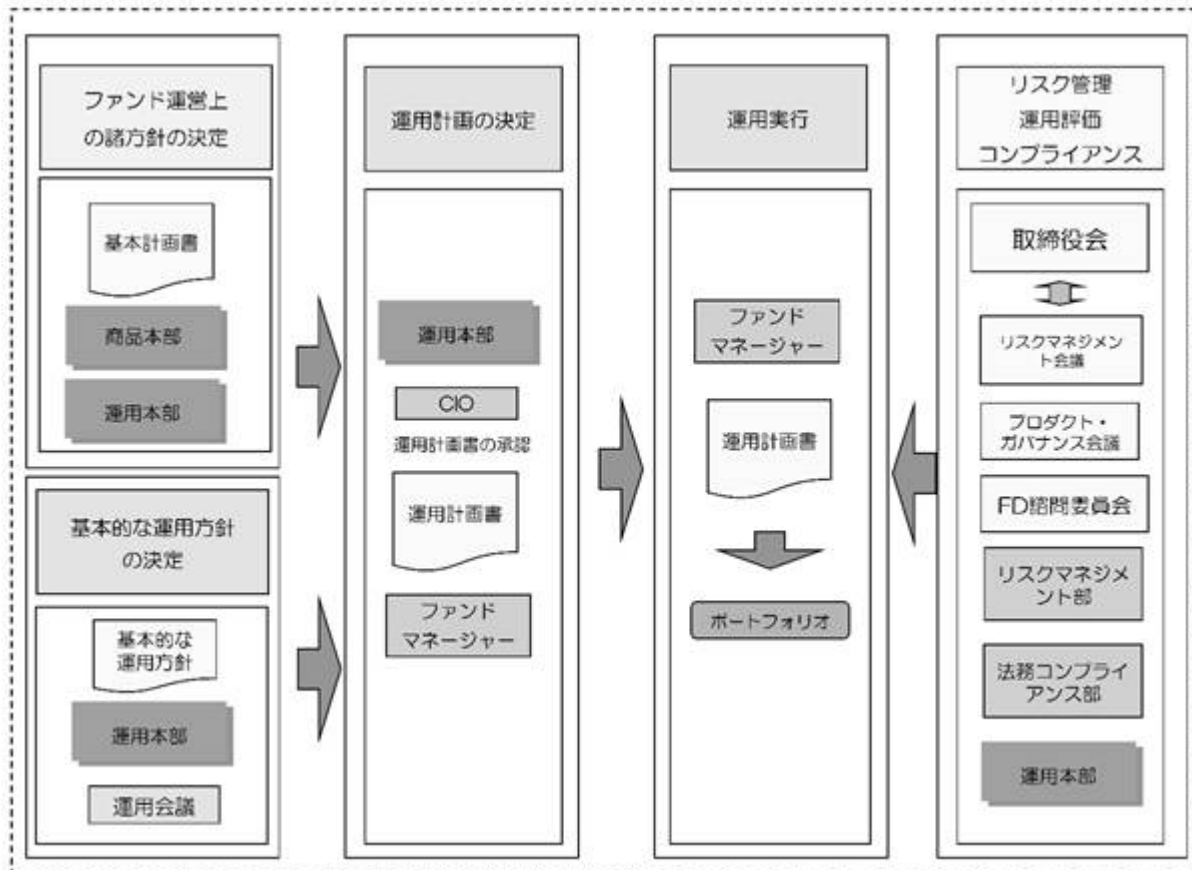 ファンド運営上
の諸方針の決定
基本計画書
商品本部
運用本部
基本的な運用方針
の決定
基本的な
運用方針
運用本部
運用会議
運用計画の決定
運用本部
CIO
運用計画書の承認
運用計画書
ファンド
マネージャー
運用実行
ファンド
マネージャー
運用計画書
ポートフォリオ
リスク管理
運用評価
コンプライアンス
取締役会
リスクマネジメン
ト会議
プロダクト・
ガバナンス会議
FD諮問委員会
リスクマネジメ
ント部
法務コンプライ
アンス部
運用本部